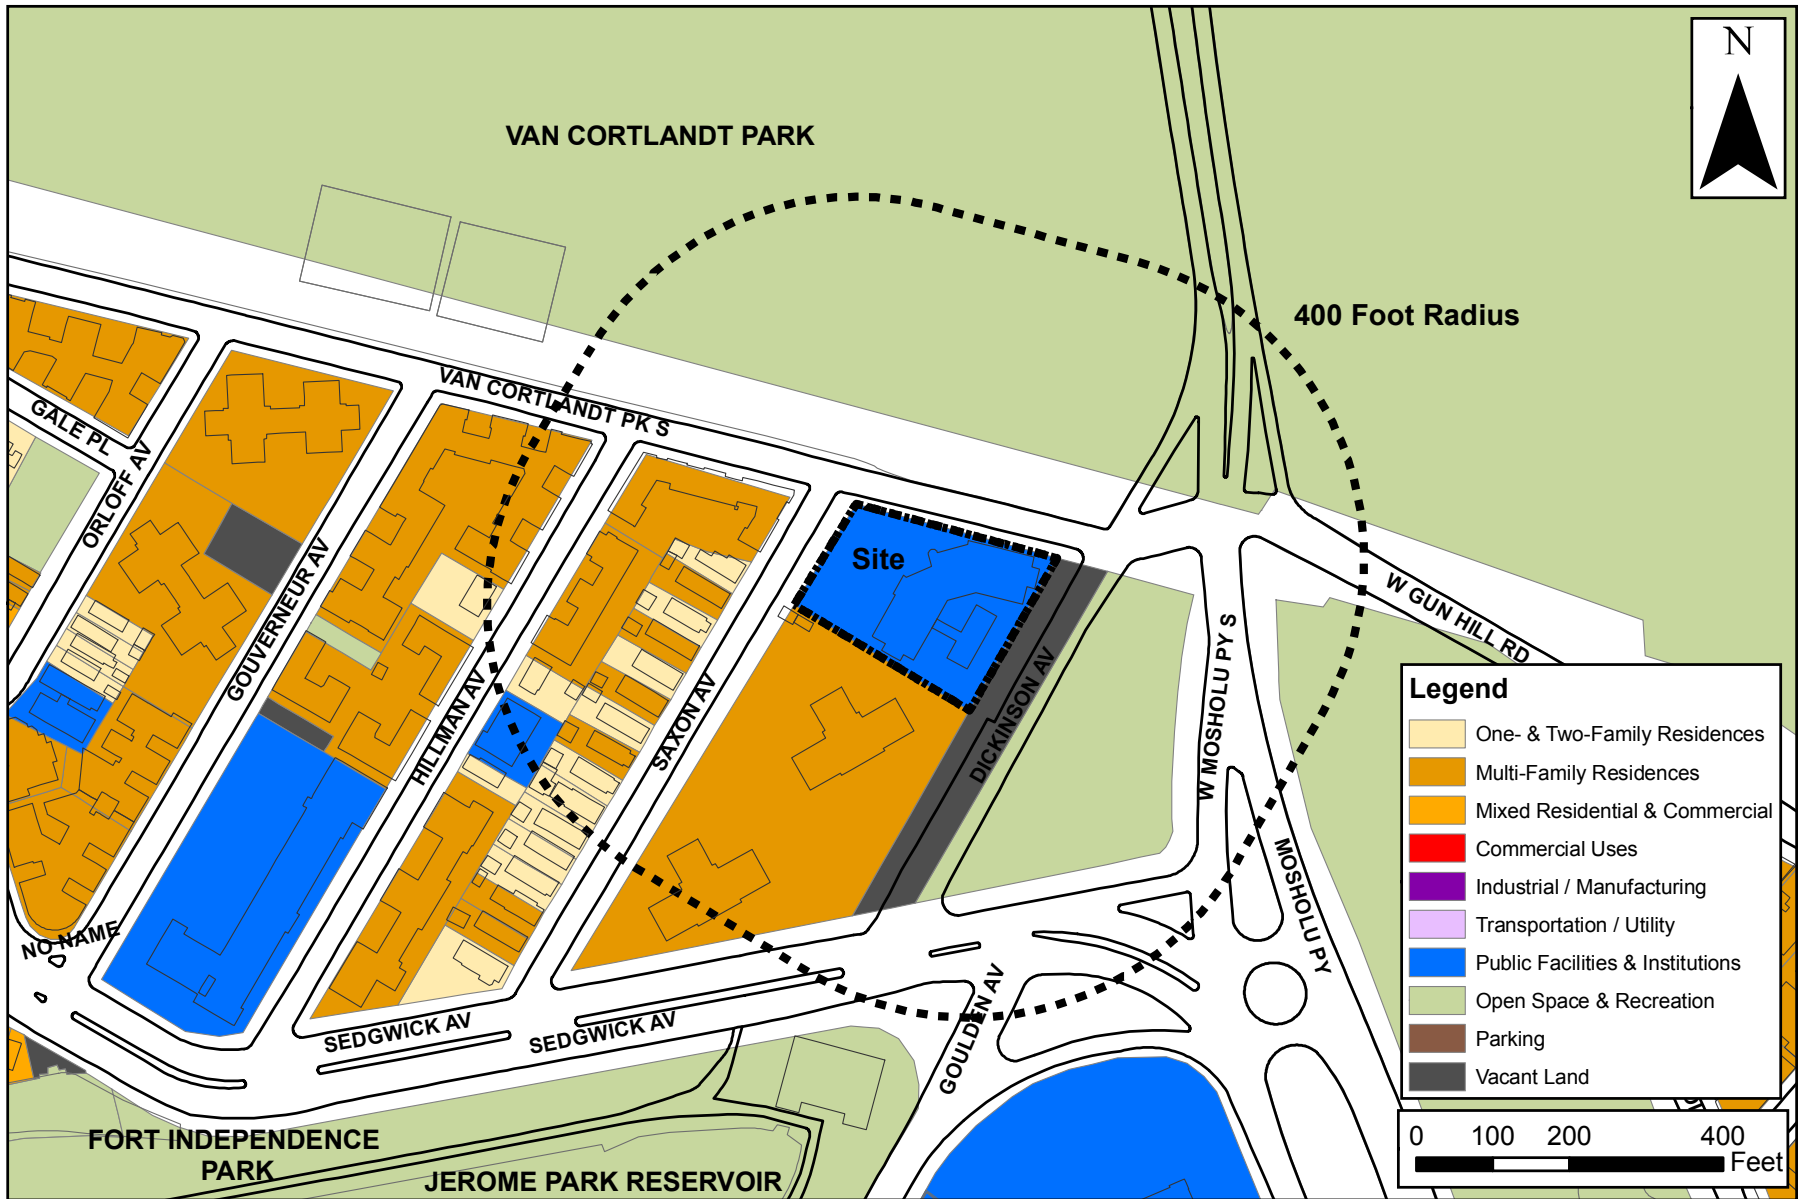 N
VAN CORTLANDT PARK
400 Foot Radius
VAN CORTLANDT PK S
GALE PL
ORLOFF AV
Site
GOUVERNEUR AV
HILLMAN AV
SAXON AV
DICKINSON AV
W MOSHOLU PY S
W GUN HILL RD
MOSHOLU PY
NO NAME
SEDGWICK AV
SEDGWICK AV
GOULDEN AV
FORT INDEPENDENCE
PARK
JEROME PARK RESERVOIR
Legend
One- & Two-Family Residences
Multi-Family Residences
Mixed Residential & Commercial
Commercial Uses
Industrial / Manufacturing
Transportation / Utility
Public Facilities & Institutions
Open Space & Recreation
Parking
Vacant Land
0 100 200 400
Feet